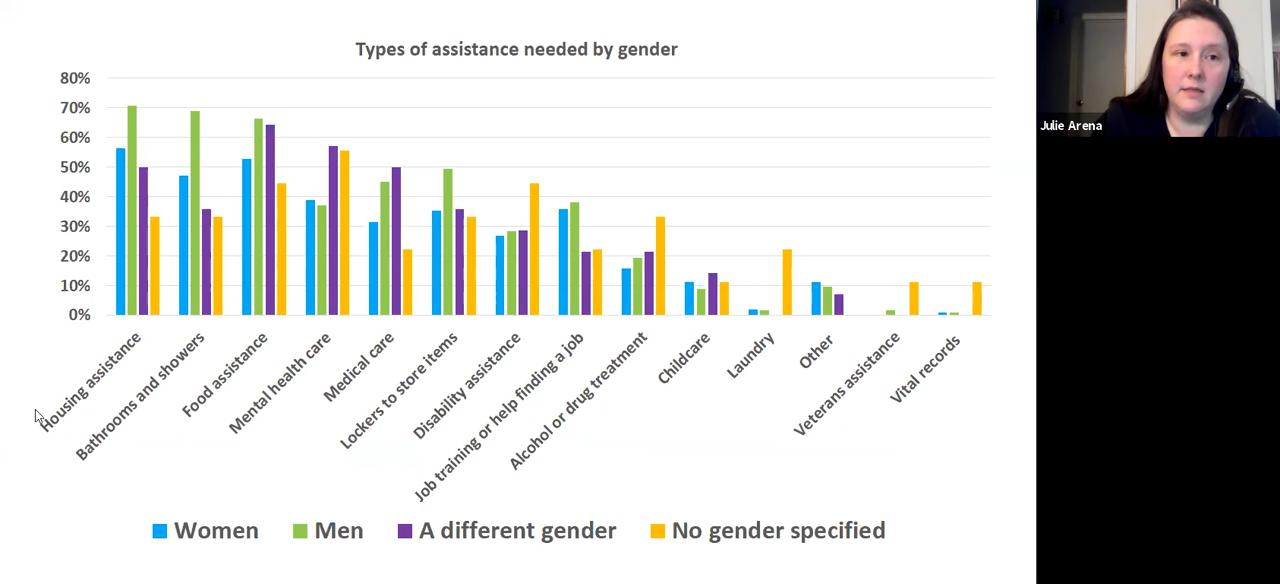 Types of assistance needed by gender
80%
70%
60%
50%
40%
30%
20%
10%
0%
Housing assistance
Bathrooms and showers
Food assistance
Mental health care
Medical care
Lockers to store items
Disability assistance
Job training or help finding a job
Alcohol or drug treatment
Childcare
Laundry
Other
Veterans assistance
Vital records
Women
Men
A different gender
No gender specified
Julie Arena